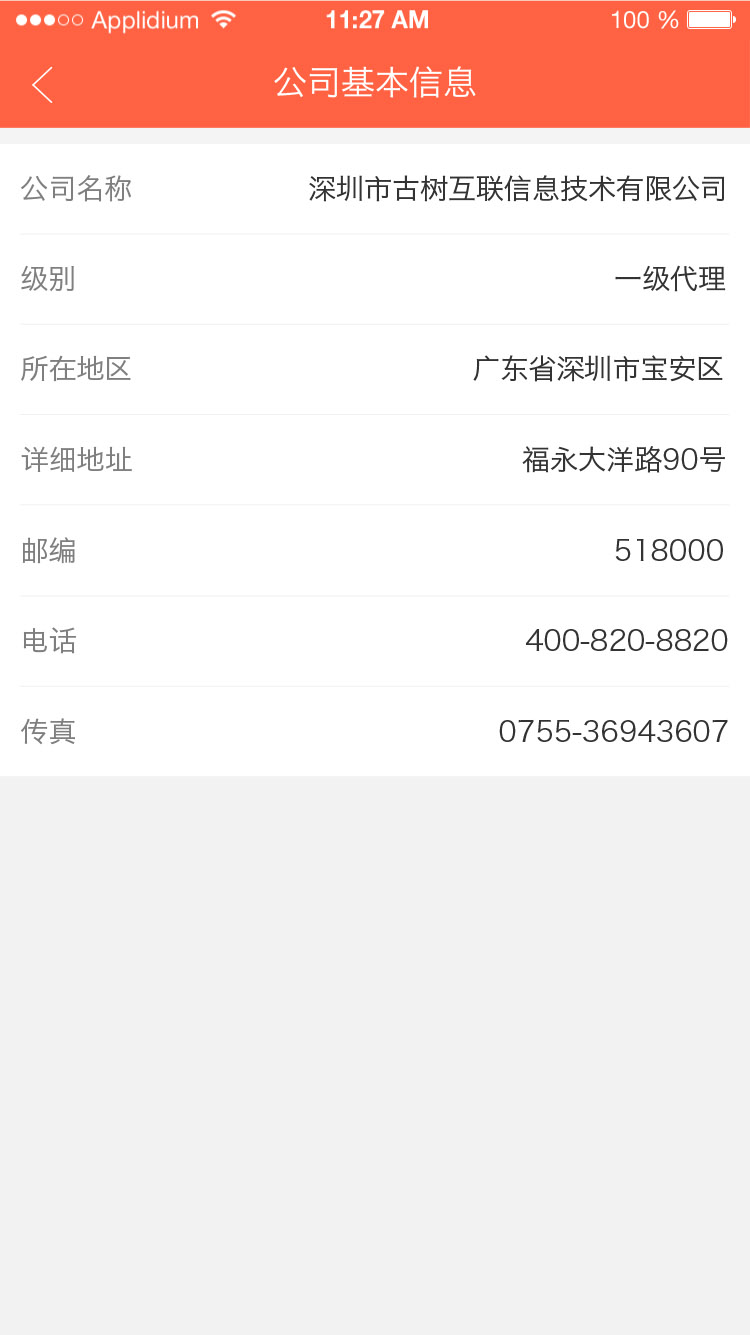 Applidium 11:27 AM 100 %
公司基本信息
公司名称 深圳市古树互联信息技术有限公司
级别 一级代理
所在地区 广东省深圳市宝安区
详细地址 福永大洋路90号
邮编 518000
电话 400-820-8820
传真 0755-36943607